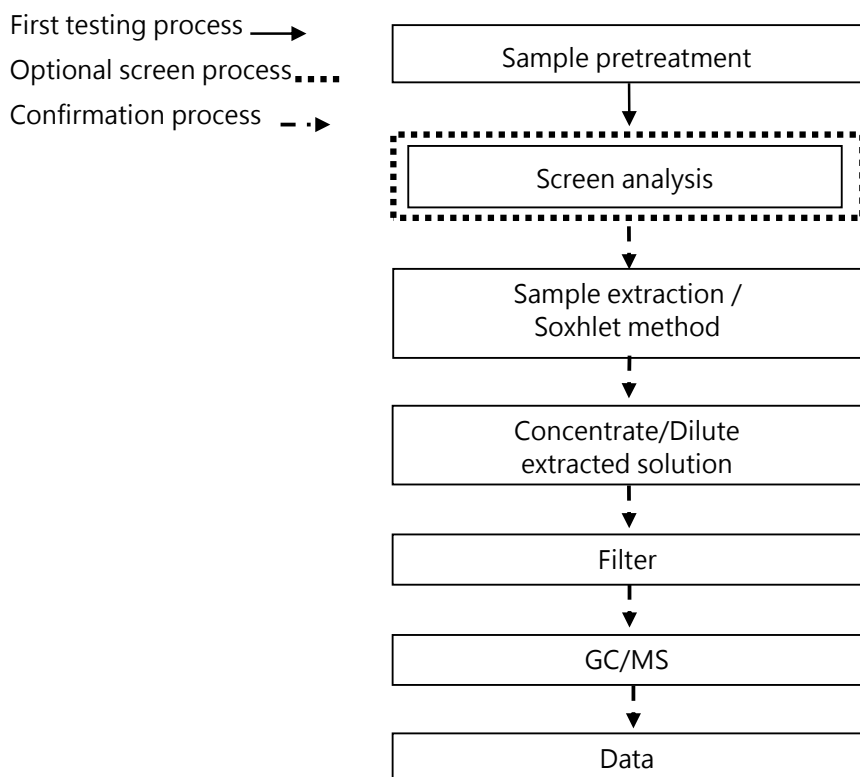 First testing process
Optional screen process
Confirmation process
Sample pretreatment
Screen analysis
Sample extraction /
Soxhlet method
Concentrate/Dilute
extracted solution
Filter
GC/MS
Data